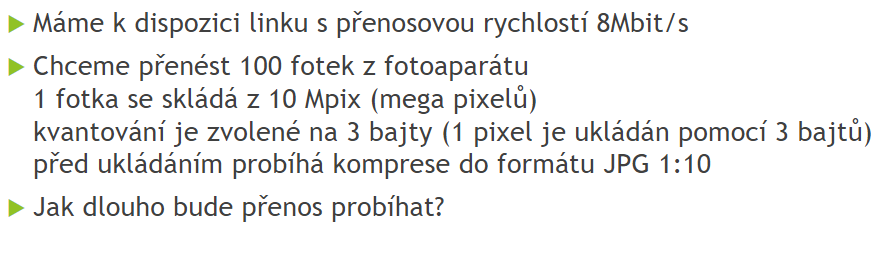 Máme k dispozici linku s přenosovou rychlostí 8Mbit/s
Chceme přenést 100 fotek z fotoaparátu
1 fotka se skládá z 10 Mpix (mega pixelů)
kvantování je zvolené na 3 bajty (1 pixel je ukládán pomocí 3 bajtů)
před ukládáním probíhá komprese do formátu JPG 1:10
Jak dlouho bude přenos probíhat?